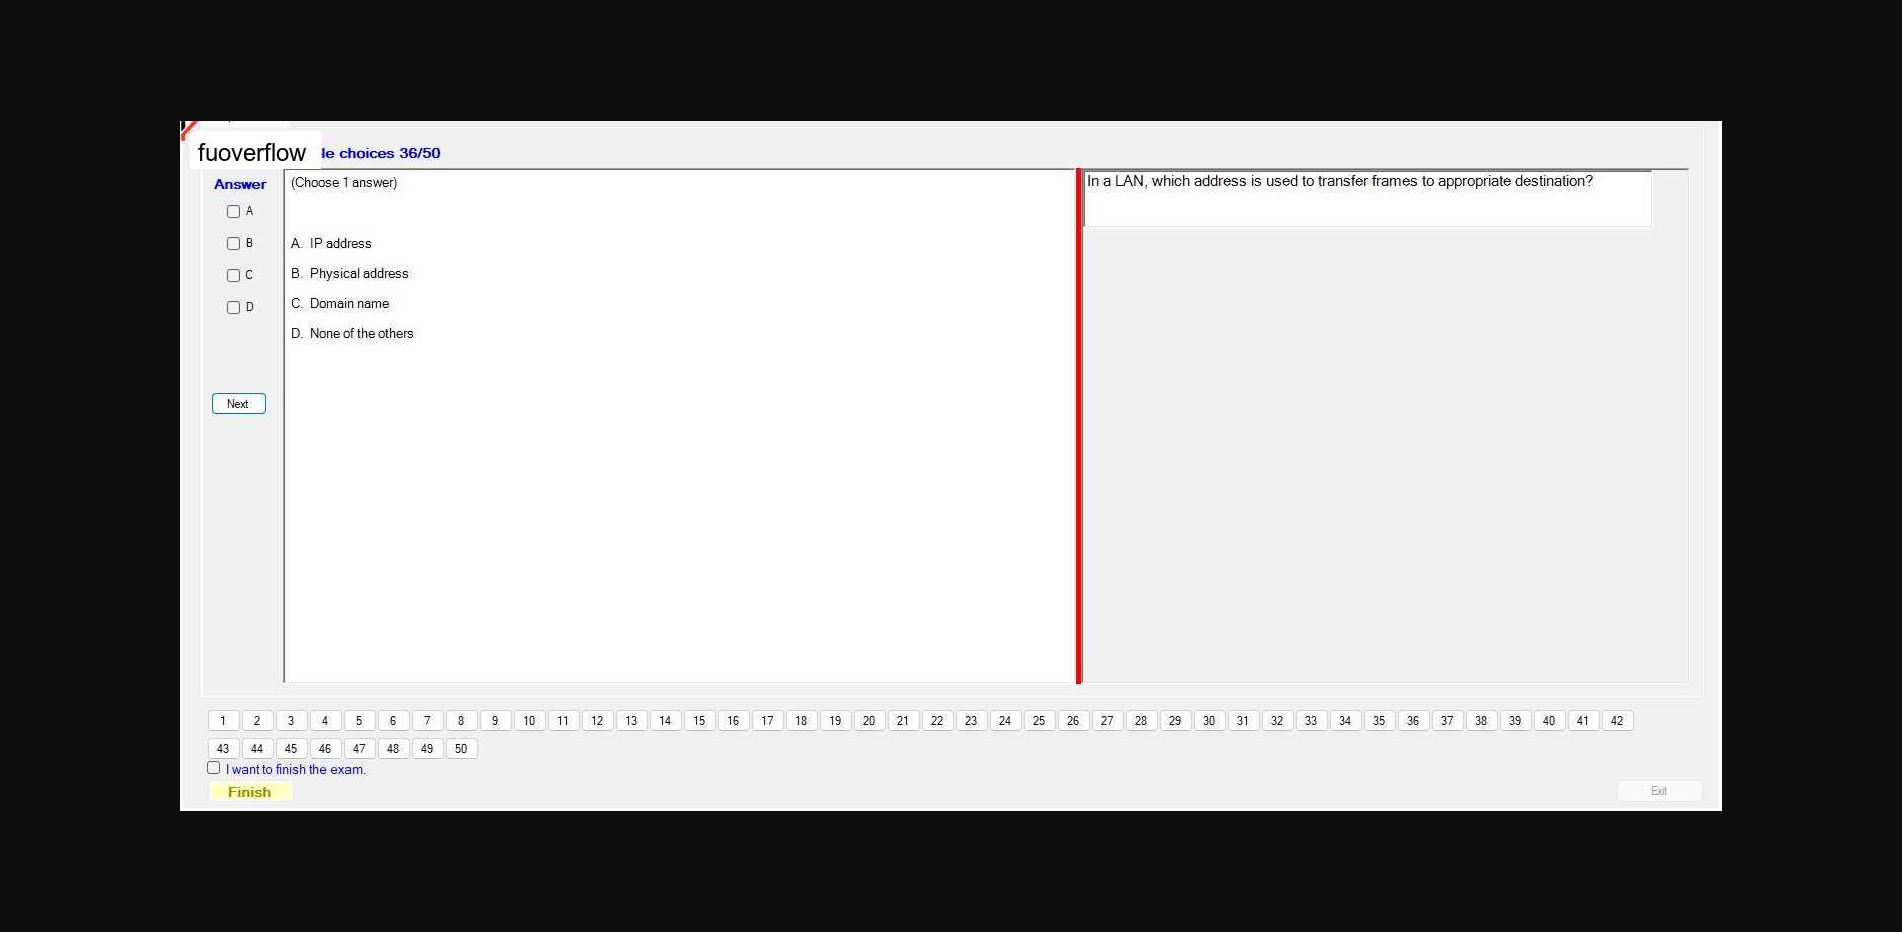 fuoverflow
le choices 36/50
Answer
(Choose 1 answer)
In a LAN, which address is used to transfer frames to appropriate destination?
A
B
C
D
A. IP address
B. Physical address
C. Domain name
D. None of the others
Next
1 2 3 4 5 6 7 8 9 10 11 12 13 14 15 16 17 18 19 20 21 22 23 24 25 26 27 28 29 30 31 32 33 34 35 36 37 38 39 40 41 42
43 44 45 46 47 48 49 50
I want to finish the exam.
Finish
Exit